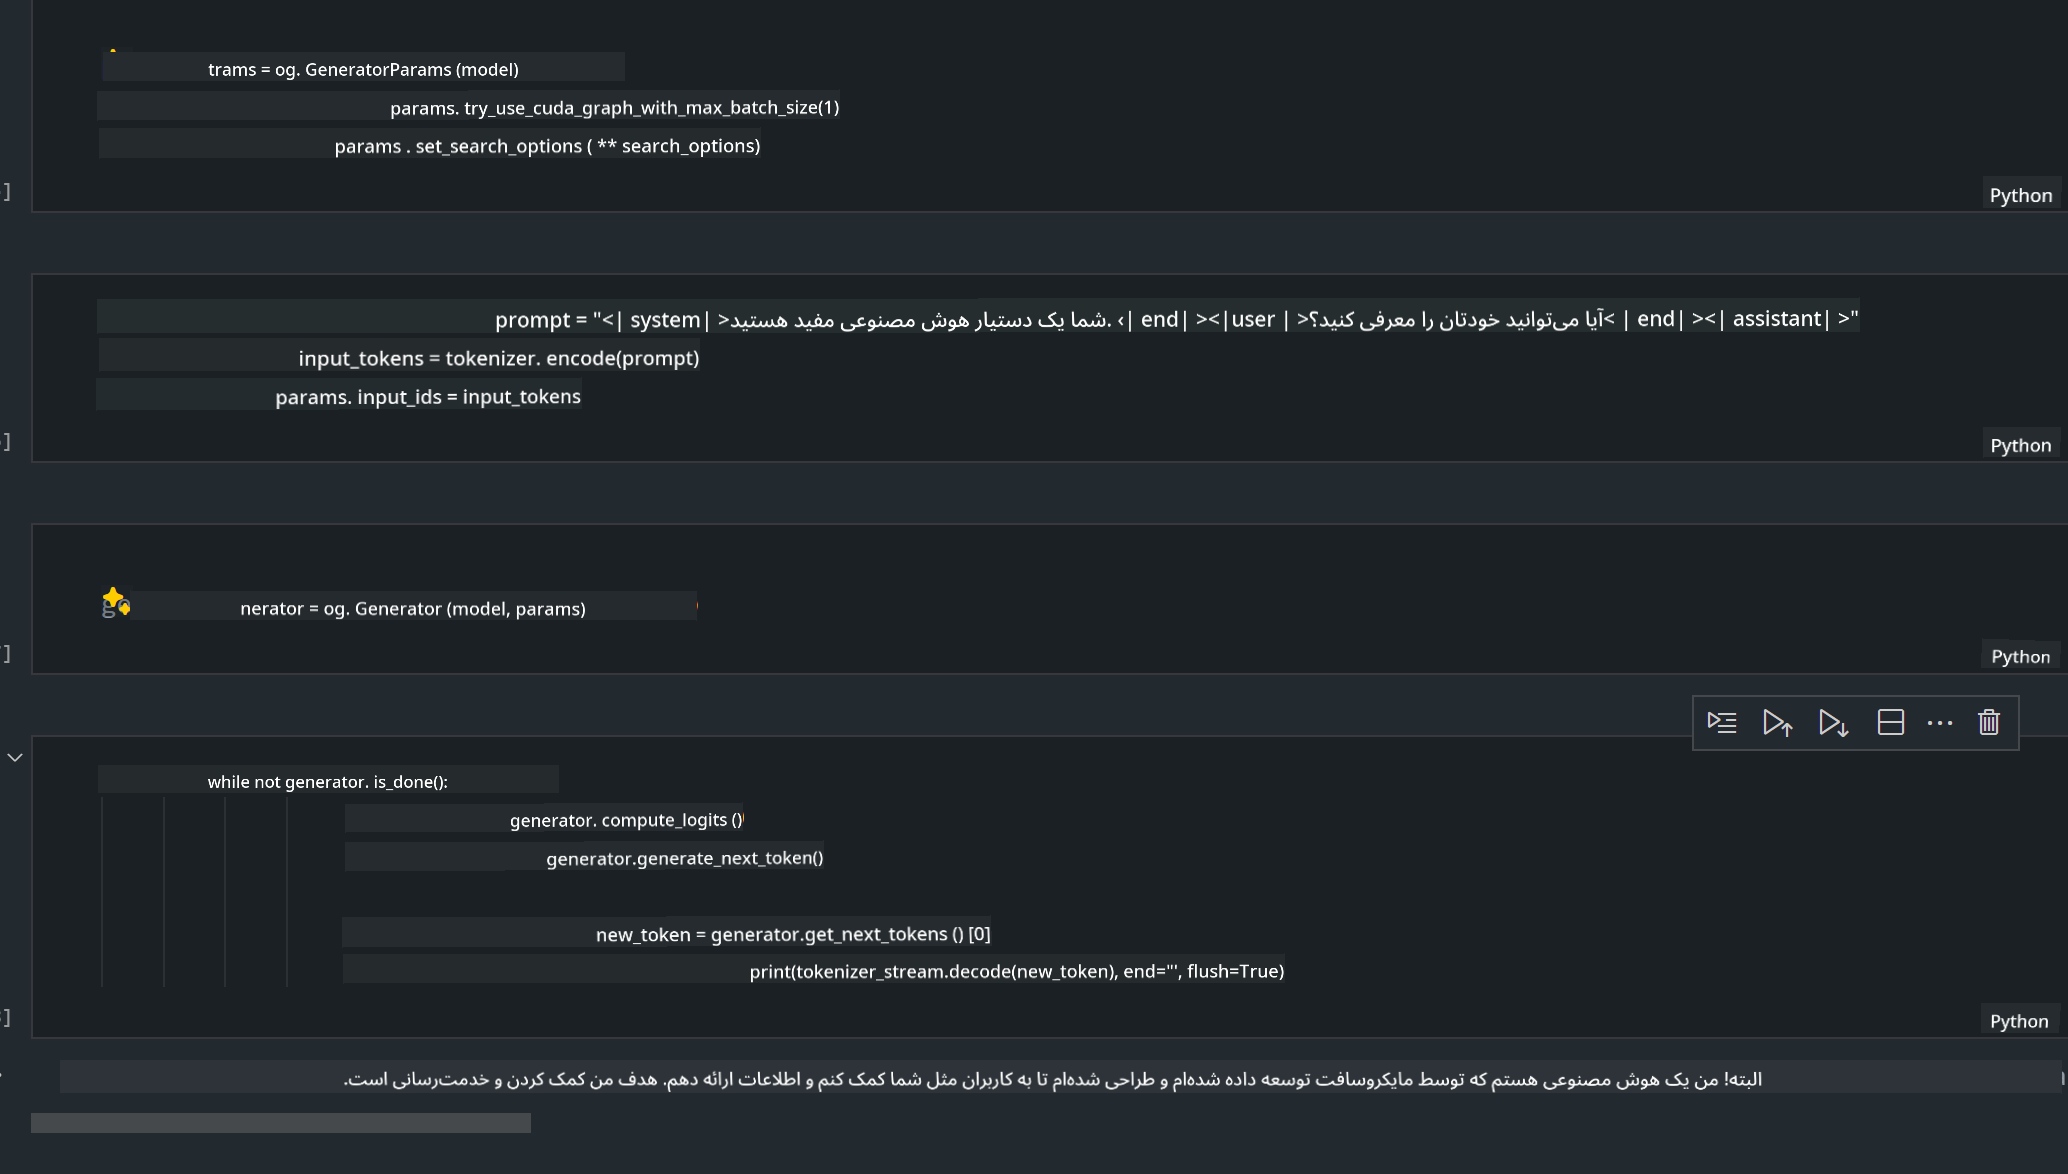 trams = og. GeneratorParams (model)
params. try_use_cuda_graph_with_max_batch_size(1)
params . set_search_options ( ** search_options)
]
Python
prompt = "<| system| >شما یک دستیار هوش مصنوعی مفید هستید. <| end| ><|user | >آیا می‌توانید خودتان را معرفی کنید؟< | end| ><| assistant| >"
input_tokens = tokenizer. encode(prompt)
params. input_ids = input_tokens
]
Python
nerator = og. Generator (model, params)
]
Python
while not generator. is_done():
generator. compute_logits ()
generator.generate_next_token()
new_token = generator.get_next_tokens () [0]
print(tokenizer_stream.decode(new_token), end="', flush=True)
]
Python
البته! من یک هوش مصنوعی هستم که توسط مایکروسافت توسعه داده شده‌ام و طراحی شده‌ام تا به کاربران مثل شما کمک کنم و اطلاعات ارائه دهم. هدف من کمک کردن و خدمت‌رسانی است.